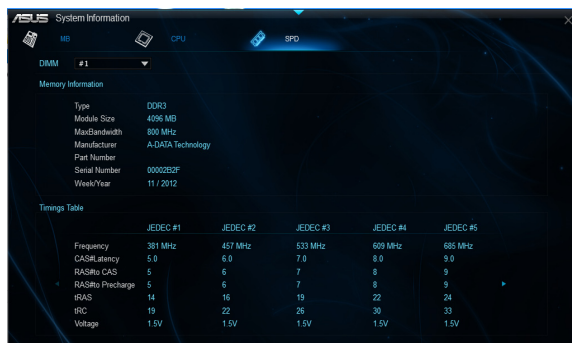 ASUS System Information
MB CPU SPD
DIMM #1
Memory Information
Type DDR3
Module Size 4096 MB
MaxBandwidth 800 MHz
Manufacturer A-DATA Technology
Part Number
Serial Number 00002B2F
Week/Year 11 / 2012
Timings Table
JEDEC #1 JEDEC #2 JEDEC #3 JEDEC #4 JEDEC #5
Frequency 381 MHz 457 MHz 533 MHz 609 MHz 685 MHz
CAS#Latency 5.0 6.0 7.0 8.0 9.0
RAS#to CAS 5 6 7 8 9
RAS#to Precharge 5 6 7 8 9
tRAS 14 16 19 22 24
tRC 19 22 26 30 33
Voltage 1.5V 1.5V 1.5V 1.5V 1.5V